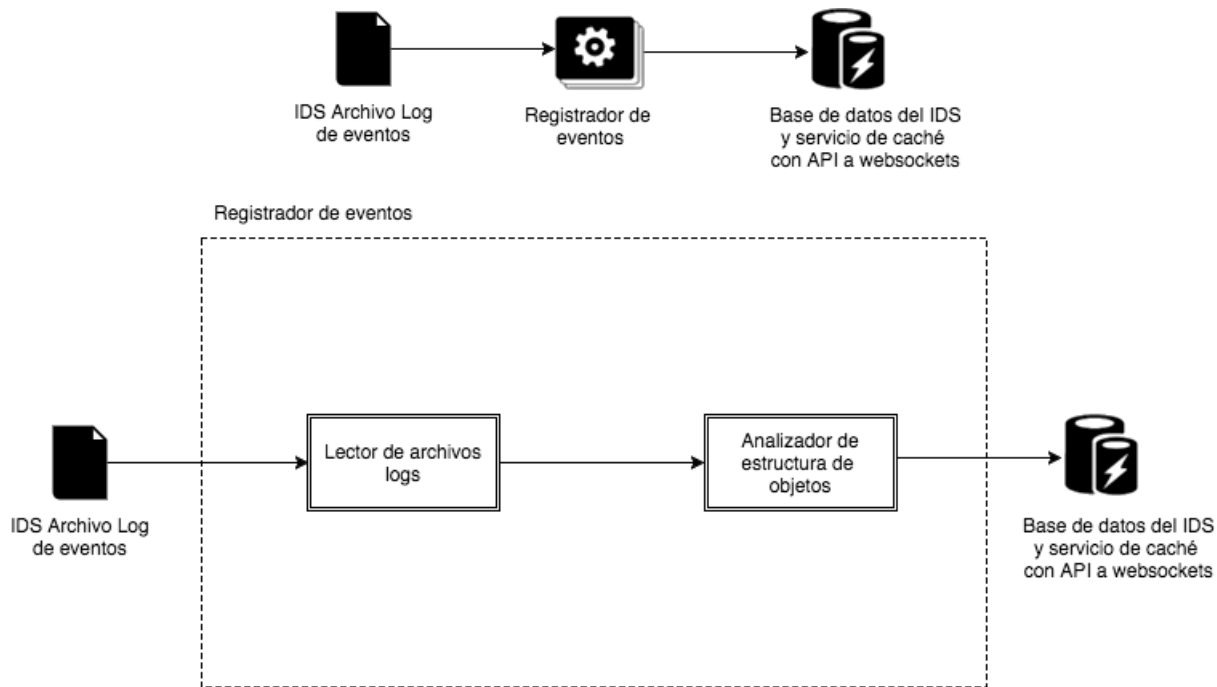 IDS Archivo Log
de eventos
Registrador de
eventos
Base de datos del IDS
y servicio de caché
con API a websockets
Registrador de eventos
IDS Archivo Log
de eventos
Lector de archivos
logs
Analizador de
estructura de
objetos
Base de datos del IDS
y servicio de caché
con API a websockets